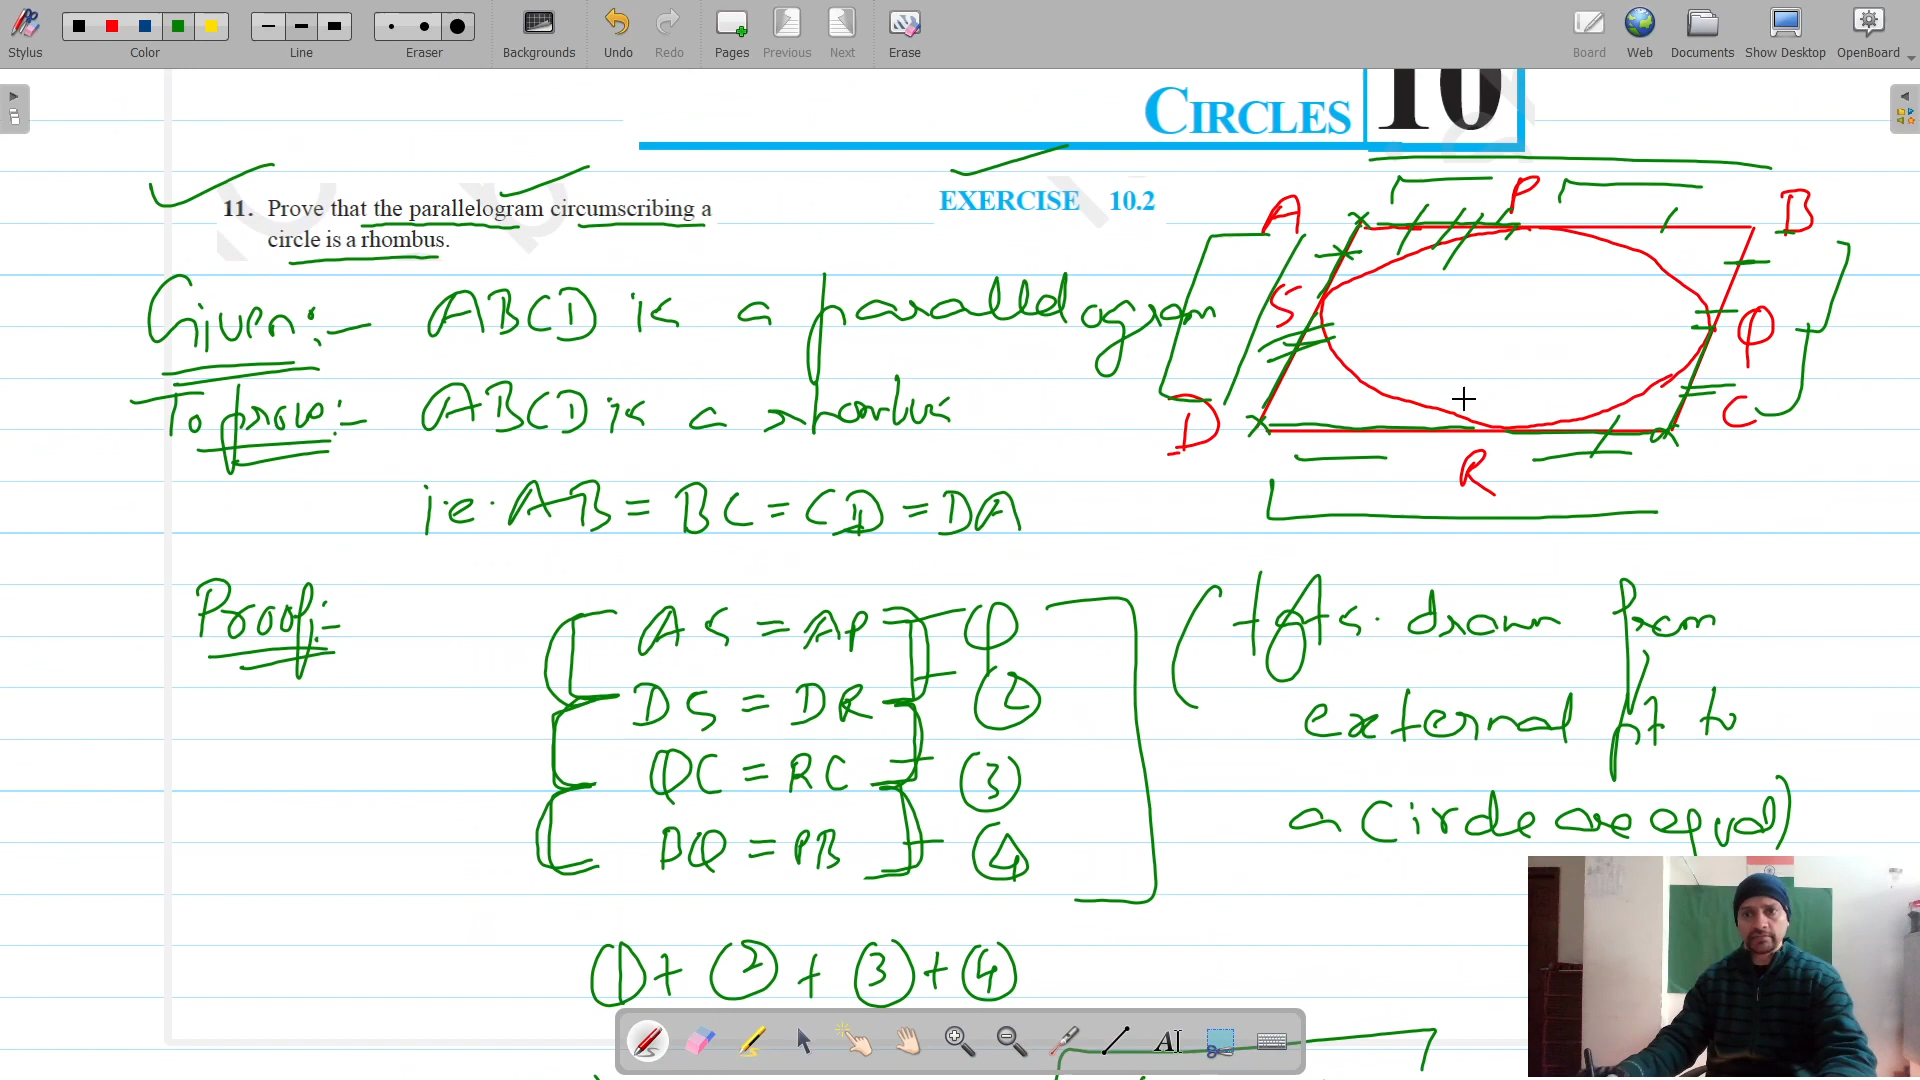 Stylus Color Line Eraser Backgrounds Undo Redo Pages Previous Next Erase Board Web Documents Show Desktop OpenBoard
CIRCLES 10
EXERCISE 10.2
11. Prove that the parallelogram circumscribing a
circle is a rhombus.
A P B
S Q
D R C
Given:- ABCD is a parallelogram
To prove:- ABCD is a rhombus
i.e. AB = BC = CD = DA
Proof:-
AS = AP - ①
DS = DR - ②
QC = RC - ③
BQ = PB - ④
(tgts. drawn from
external pt to
a circle are equal)
① + ② + ③ + ④